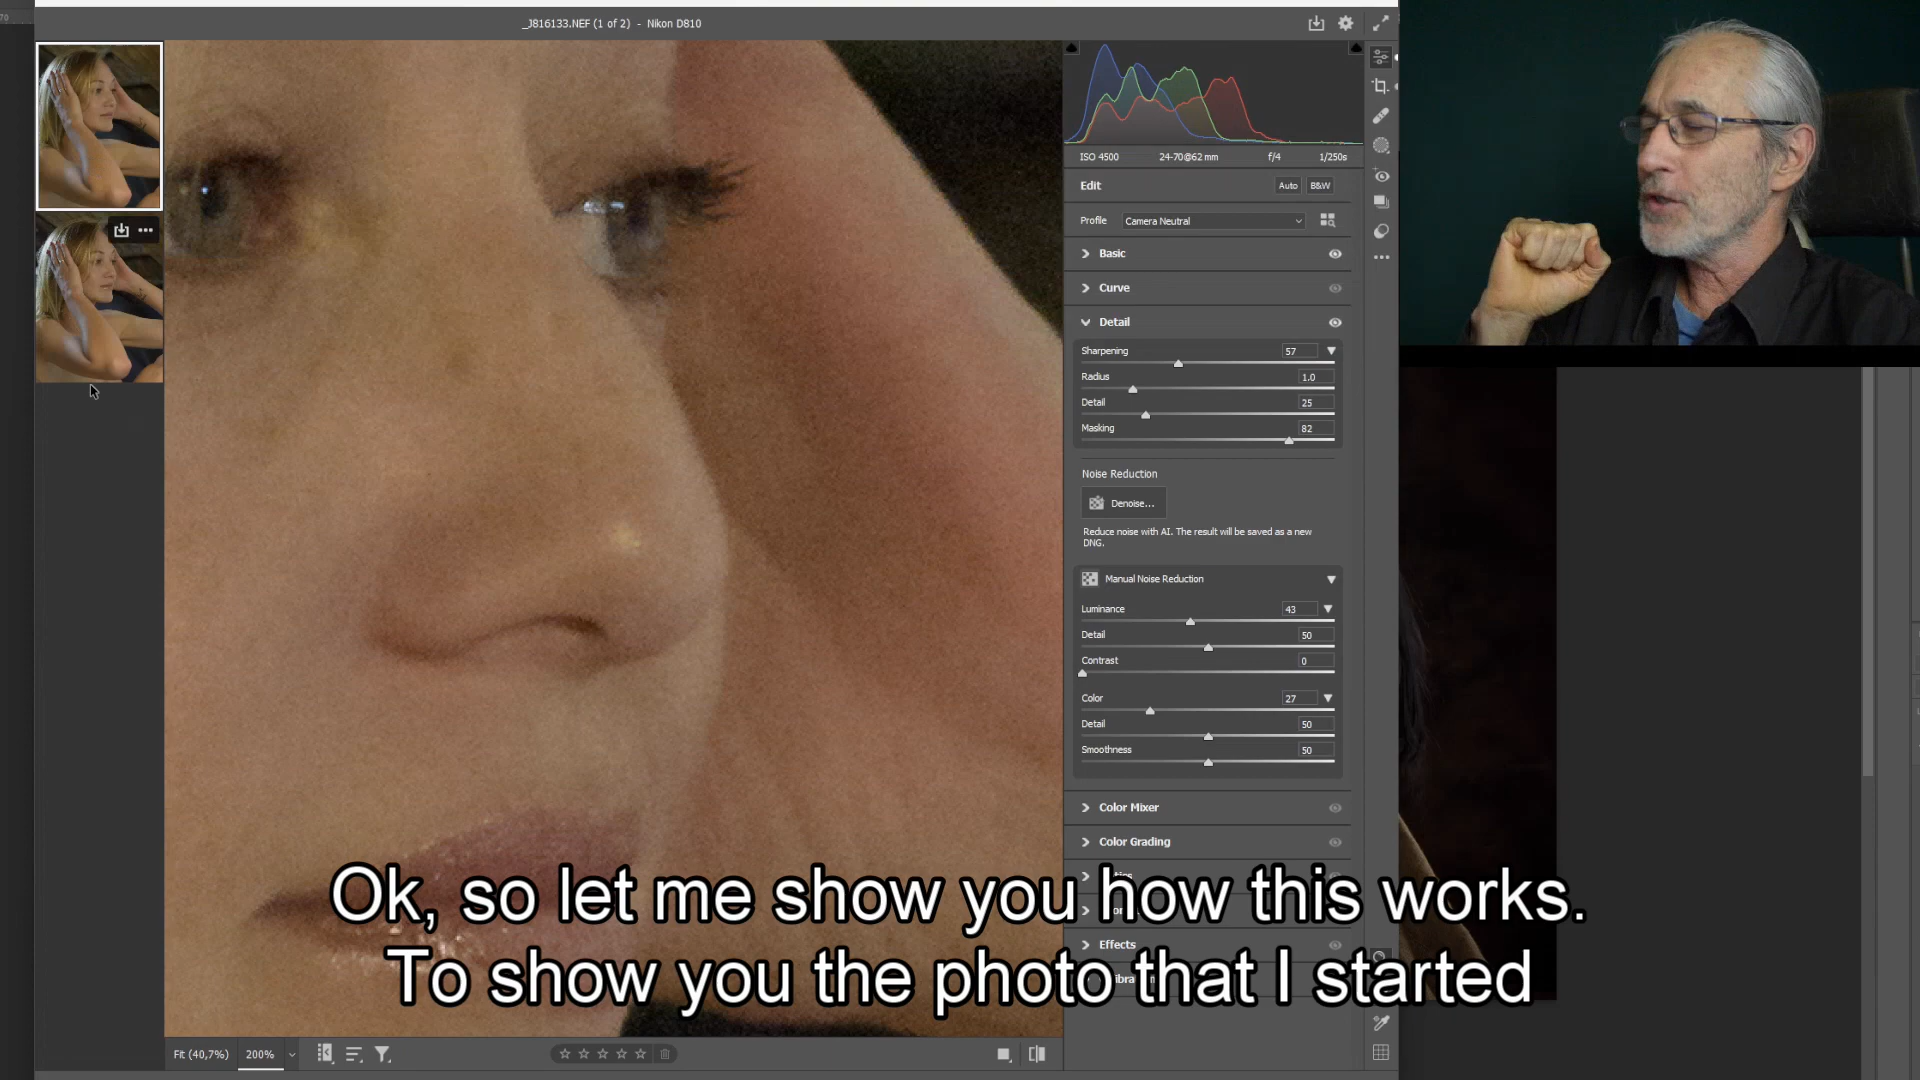 _J816133.NEF (1 of 2) - Nikon D810
ISO 4500 24-70@62 mm f/4 1/250s
Edit Auto B&W
Profile Camera Neutral
Basic
Curve
Detail
Sharpening 57
Radius 1.0
Detail 25
Masking 82
Noise Reduction
Denoise...
Reduce noise with AI. The result will be saved as a new
DNG.
Manual Noise Reduction
Luminance 43
Detail 50
Contrast 0
Color 27
Detail 50
Smoothness 50
Color Mixer
Color Grading
Effects
Ok, so let me show you how this works.
To show you the photo that I started
Fit (40,7%) 200%